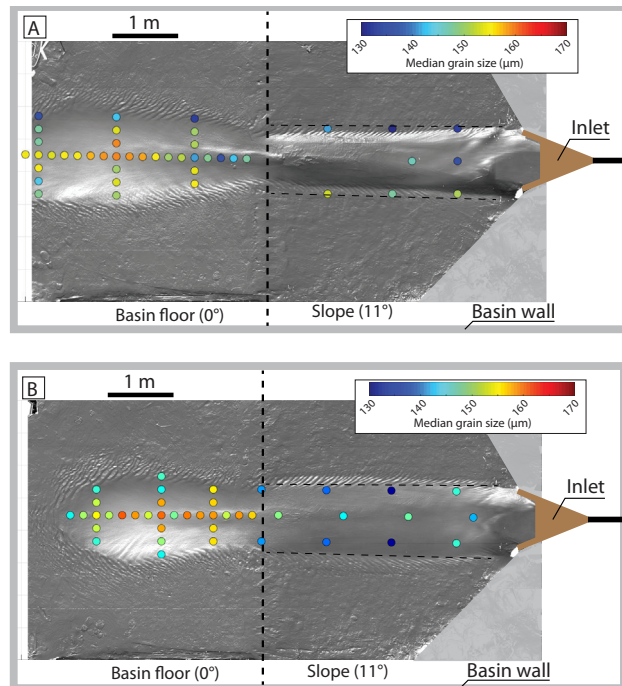 A
1 m
130
140
150
160
170
Median grain size (µm)
Inlet
Basin floor (0°)
Slope (11°)
Basin wall
B
1 m
130
140
150
160
170
Median grain size (µm)
Inlet
Basin floor (0°)
Slope (11°)
Basin wall